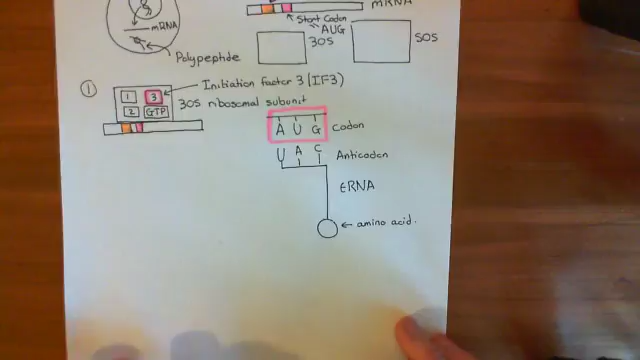 mRNA
mRNA
Start Codon
AUG
30S
50S
Polypeptide
① Initiation factor 3 (IF3)
1 3
2 GTP
30S ribosomal subunit
A U G Codon
U A C Anticodon
tRNA
← amino acid.